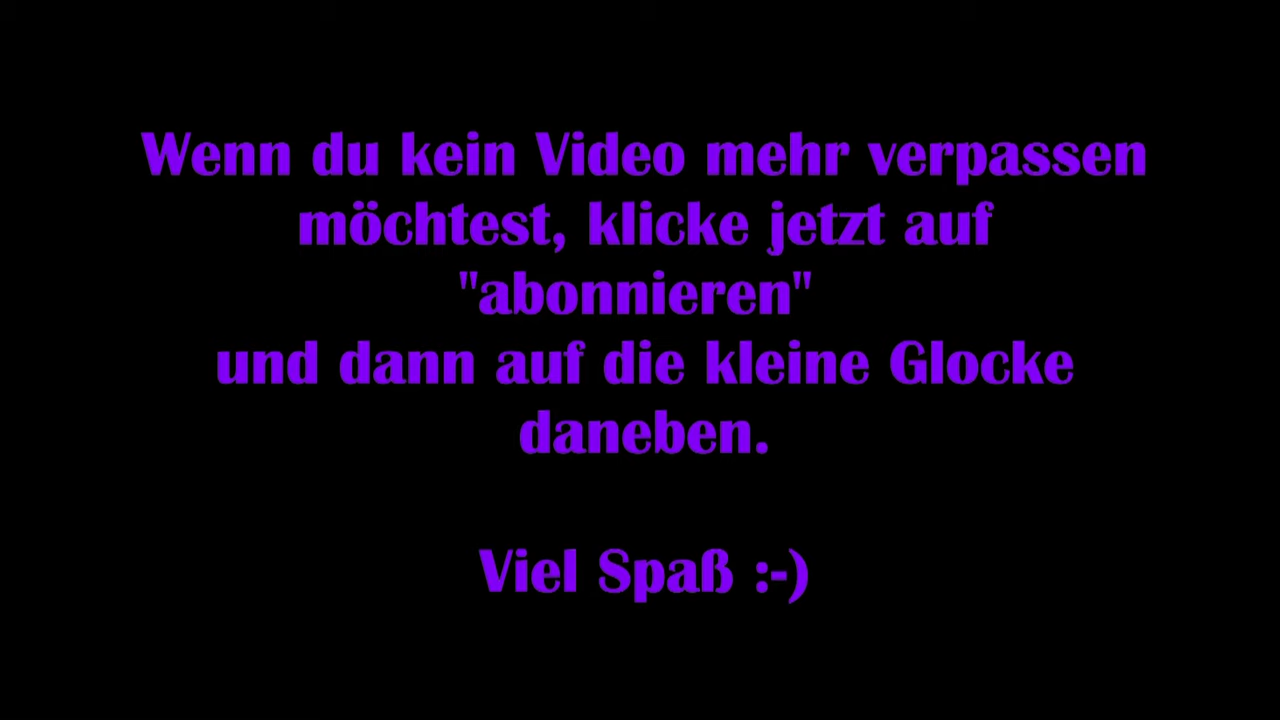 Wenn du kein Video mehr verpassen
möchtest, klicke jetzt auf
"abonnieren"
und dann auf die kleine Glocke
daneben.
Viel Spaß :-)